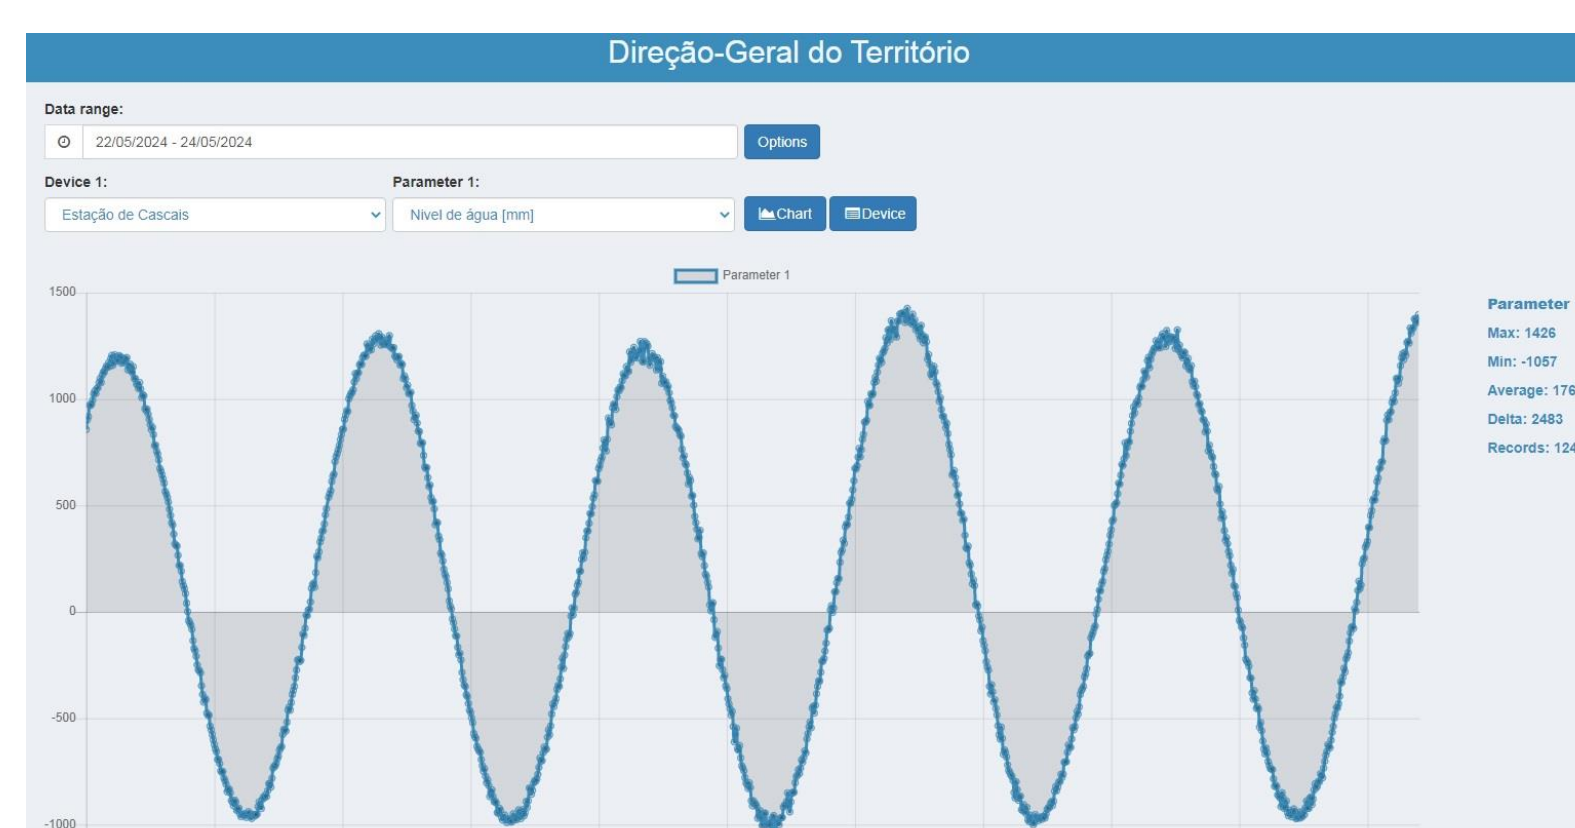 Direção-Geral do Território
Data range:
22/05/2024 - 24/05/2024
Options
Device 1:
Parameter 1:
Estação de Cascais
Nivel de água [mm]
Chart
Device
Parameter 1
1500
1000
500
0
-500
-1000
Parameter
Max: 1426
Min: -1057
Average: 176
Delta: 2483
Records: 124